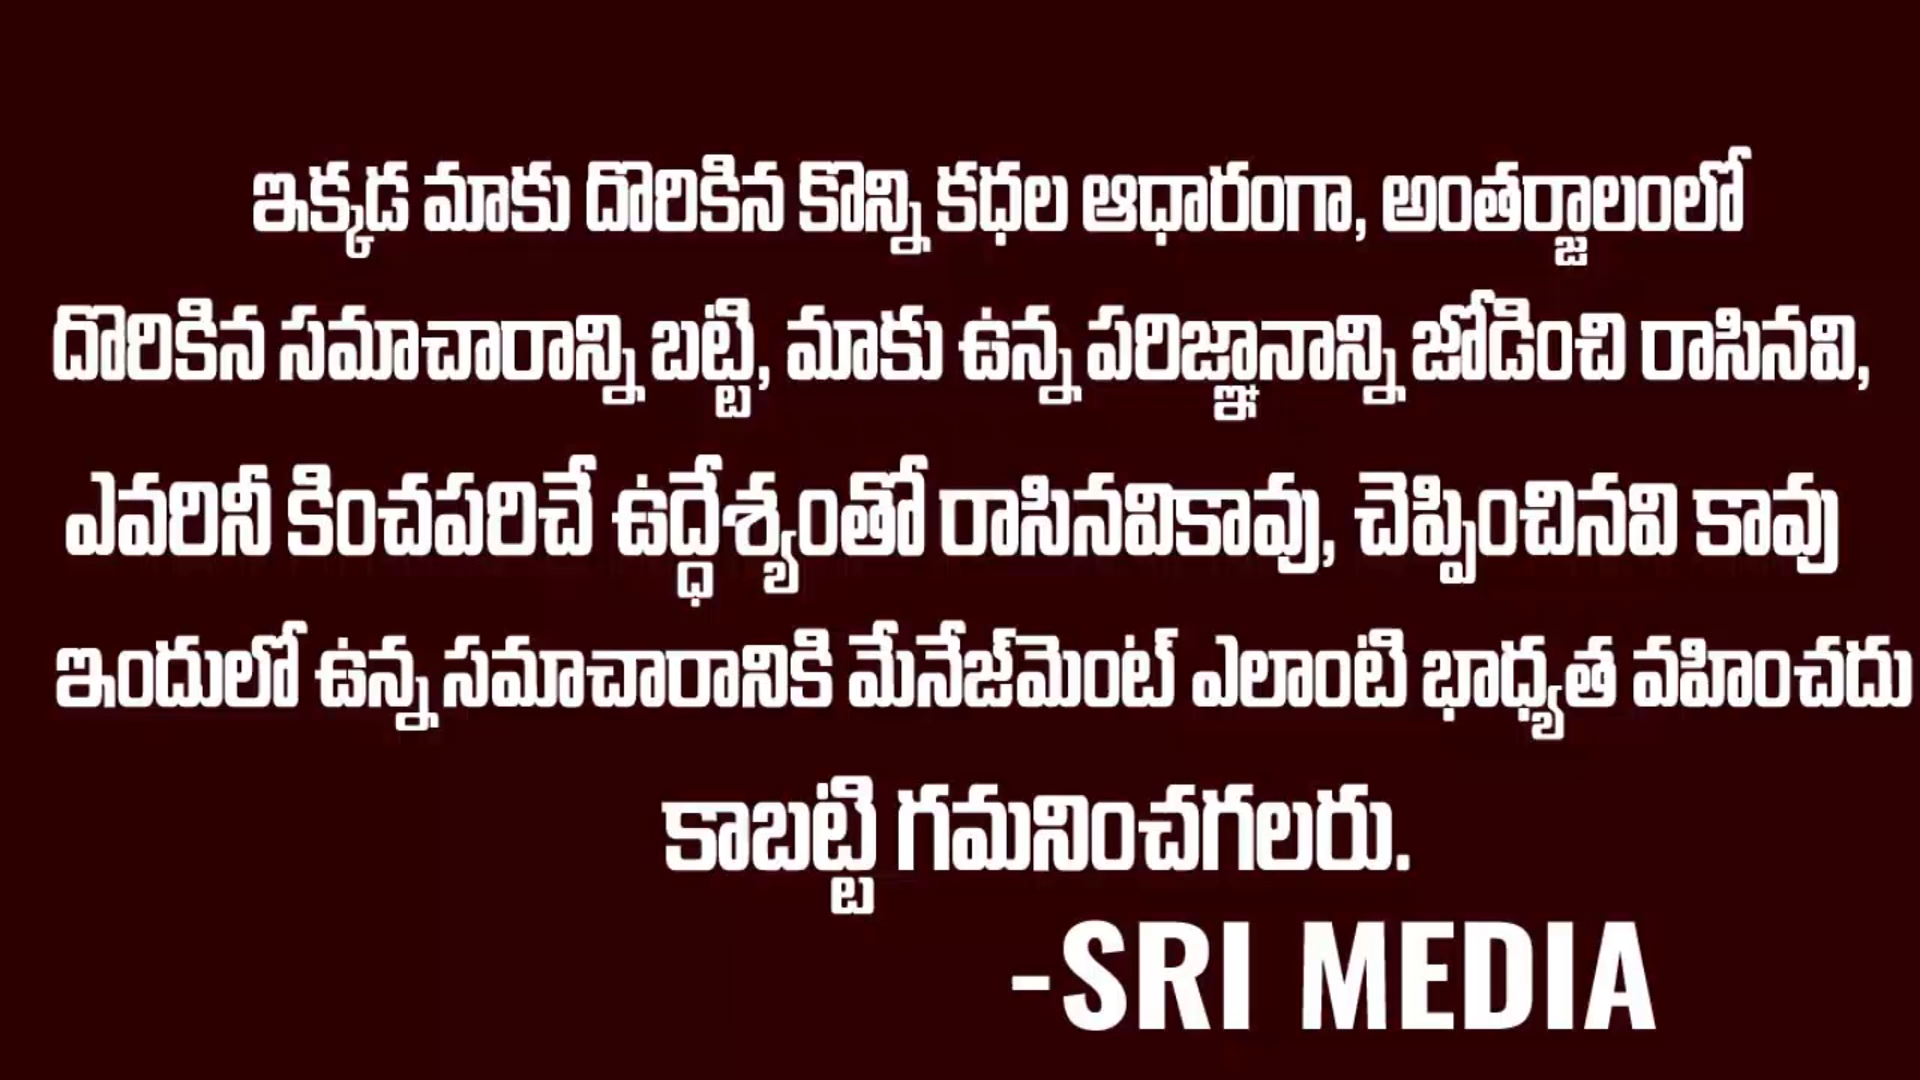 ఇక్కడ మాకు దొరికిన కొన్ని కధల ఆధారంగా, అంతర్జాలంలో
దొరికిన సమాచారాన్ని బట్టి, మాకు ఉన్న పరిజ్ఞానాన్ని జోడించి రాసినవి,
ఎవరినీ కించపరిచే ఉద్ధేశ్యంతో రాసినవికావు, చెప్పించినవి కావు
ఇందులో ఉన్న సమాచారానికి మేనేజ్‌మెంట్ ఎలాంటి భాధ్యత వహించదు
కాబట్టి గమనించగలరు.
-SRI MEDIA